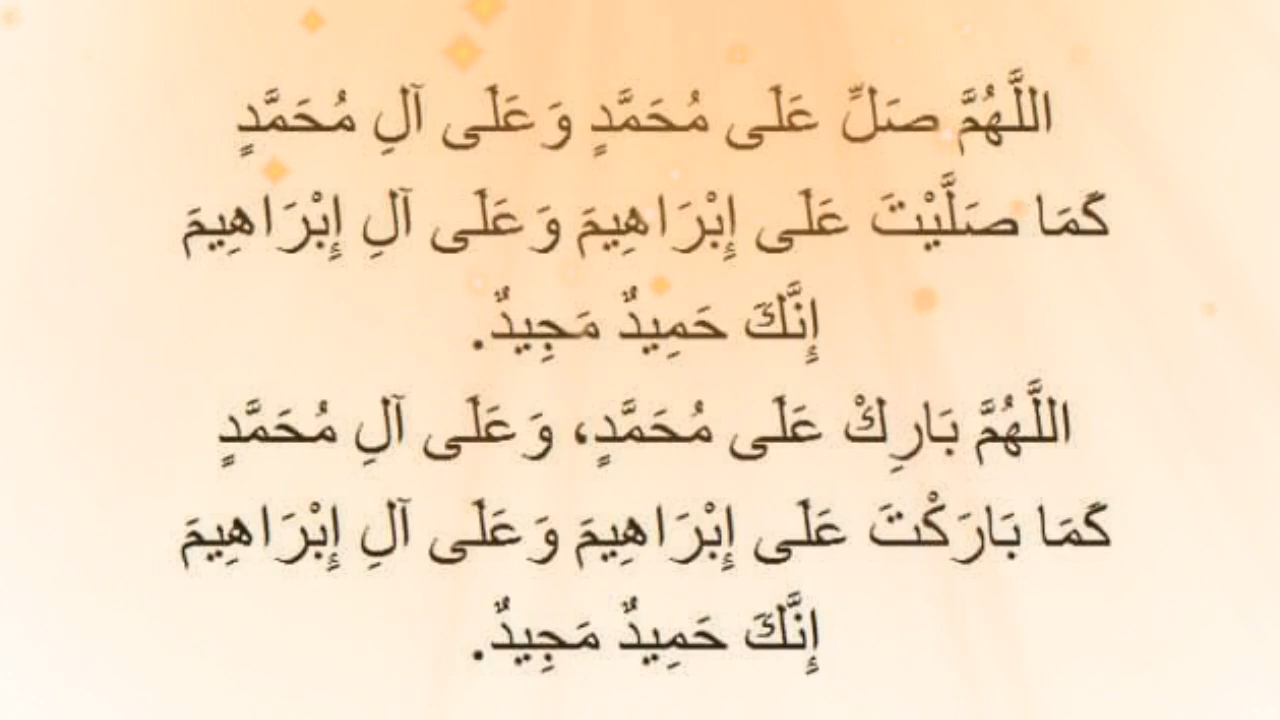 اللَّهُمَّ صَلِّ عَلَى مُحَمَّدٍ وَعَلَى آلِ مُحَمَّدٍ
كَمَا صَلَّيْتَ عَلَى إِبْرَاهِيمَ وَعَلَى آلِ إِبْرَاهِيمَ
إِنَّكَ حَمِيدٌ مَجِيدٌ.
اللَّهُمَّ بَارِكْ عَلَى مُحَمَّدٍ، وَعَلَى آلِ مُحَمَّدٍ
كَمَا بَارَكْتَ عَلَى إِبْرَاهِيمَ وَعَلَى آلِ إِبْرَاهِيمَ
إِنَّكَ حَمِيدٌ مَجِيدٌ.